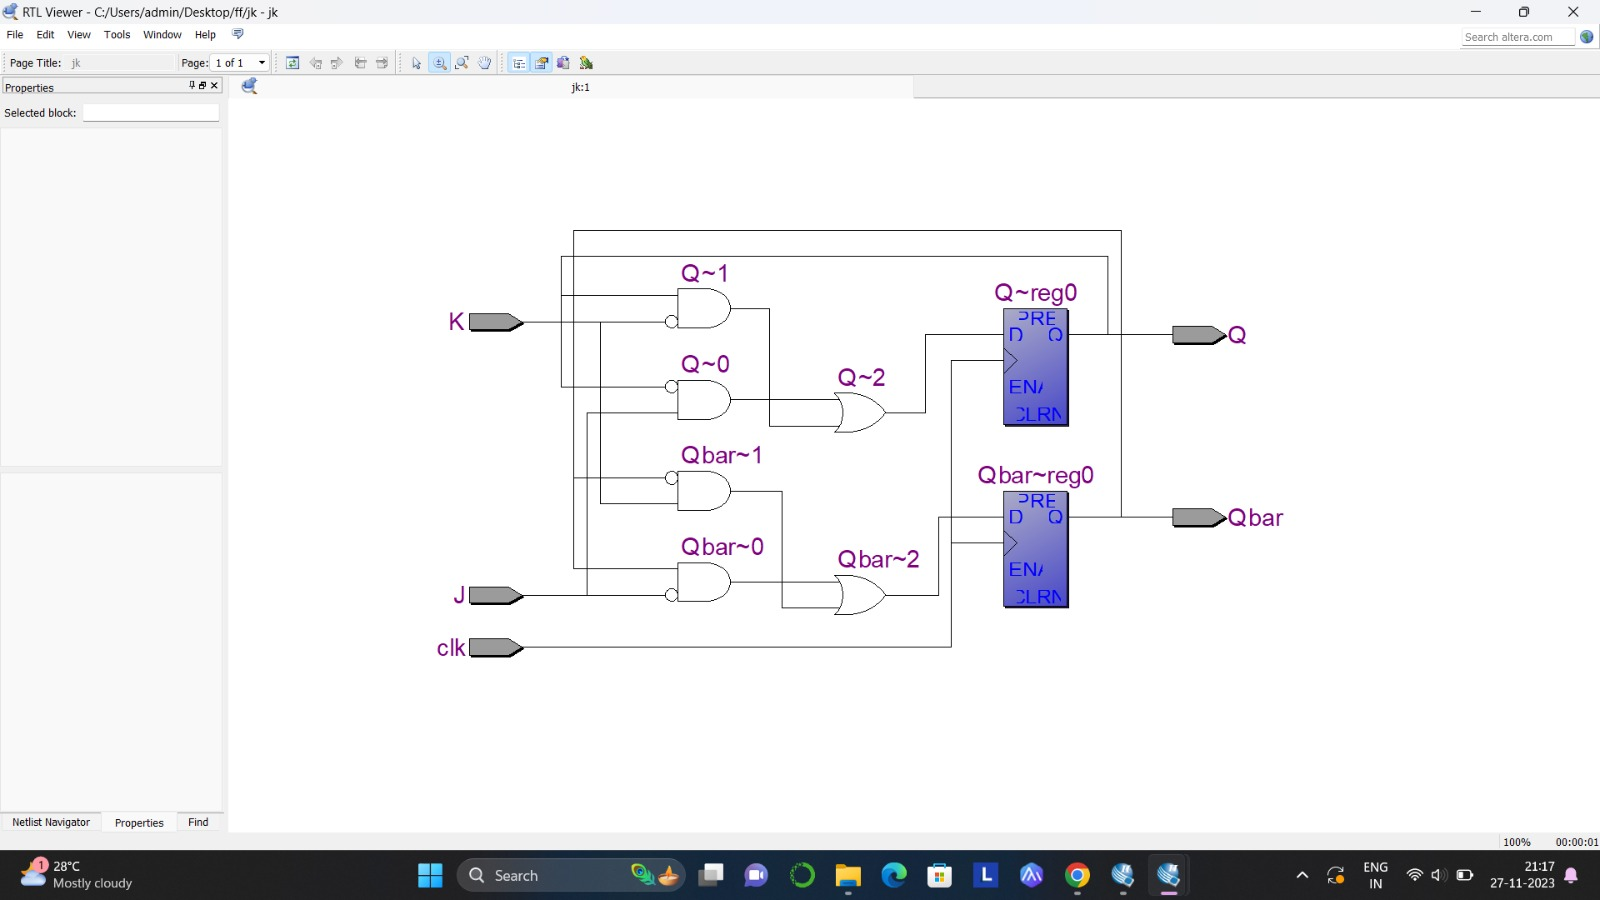 RTL Viewer - C:/Users/admin/Desktop/ff/jk - jk
File Edit View Tools Window Help
Search altera.com
Page Title: jk Page: 1 of 1
Properties
jk:1
Selected block:
Q~1
Q~reg0
K
PRE
D Q
Q
Q~0
Q~2
ENA
CLRN
Qbar~1
Qbar~reg0
PRE
D Q
Qbar
Qbar~0
Qbar~2
ENA
CLRN
J
clk
Netlist Navigator Properties Find
100% 00:00:01
1
28°C
Mostly cloudy
Search
L
ENG
IN
21:17
27-11-2023